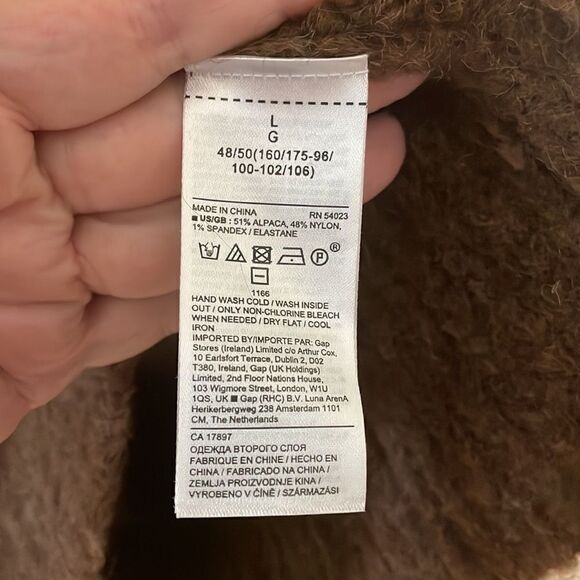 L
G
48/50(160/175-96/
100-102/106)
MADE IN CHINA RN 54023
■ US/GB : 51% ALPACA, 48% NYLON,
1% SPANDEX / ELASTANE
P ®
1166
HAND WASH COLD / WASH INSIDE
OUT / ONLY NON-CHLORINE BLEACH
WHEN NEEDED / DRY FLAT / COOL
IRON
IMPORTED BY/IMPORTE PAR: Gap
Stores (Ireland) Limited c/o Arthur Cox,
10 Earlsfort Terrace, Dublin 2, D02
T380, Ireland, Gap (UK Holdings)
Limited, 2nd Floor Nations House,
103 Wigmore Street, London, W1U
1QS, UK ■ Gap (RHC) B.V. Luna ArenA
Herikerbergweg 238 Amsterdam 1101
CM, The Netherlands
CA 17897
ОДЕЖДА ВТОРОГО СЛОЯ
FABRIQUE EN CHINE / HECHO EN
CHINA / FABRICADO NA CHINA /
ZEMLJA PROIZVODNJE KINA /
VYROBENO V ČÍNĚ / SZÁRMAZÁSI